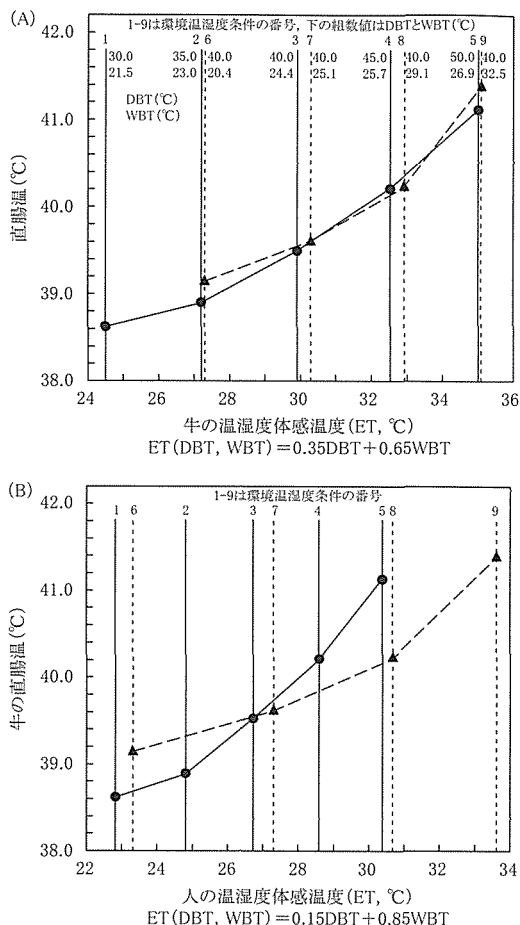 (A)
1-9は環境温湿度条件の番号, 下の組数値はDBTとWBT(℃)
1 2 6 3 7 4 8 5 9
30.0 35.0 40.0 40.0 40.0 45.0 40.0 50.0 40.0
21.5 23.0 20.4 24.4 25.1 25.7 29.1 26.9 32.5
DBT(℃)
WBT(℃)
42.0
41.0
40.0
39.0
38.0
直腸温(℃)
24 26 28 30 32 34 36
牛の温湿度体感温度(ET, ℃)
ET(DBT, WBT)=0.35DBT+0.65WBT
(B)
1-9は環境温湿度条件の番号
1 6 2 3 7 4 5 8 9
42.0
41.0
40.0
39.0
38.0
牛の直腸温(℃)
22 24 26 28 30 32 34
人の温湿度体感温度(ET, ℃)
ET(DBT, WBT)=0.15DBT+0.85WBT